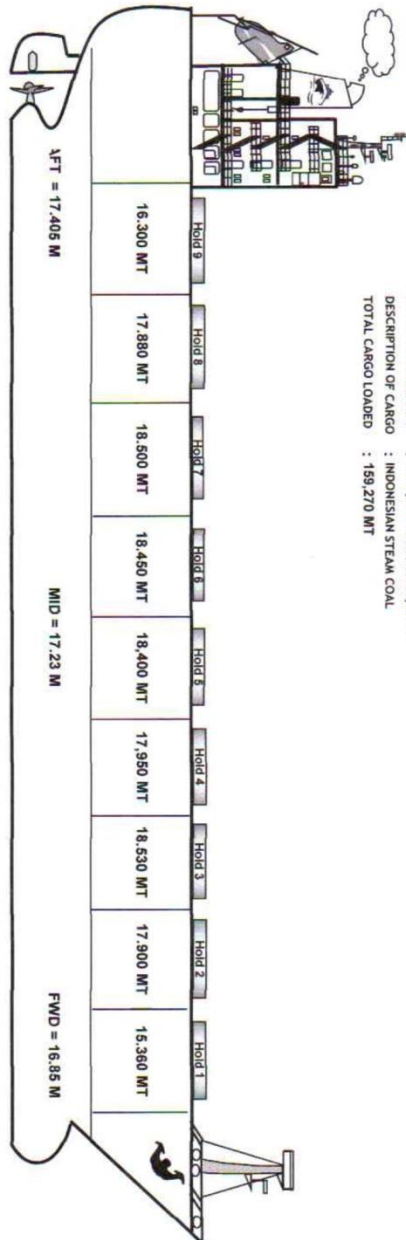 DESCRIPTION OF CARGO : INDONESIAN STEAM COAL
TOTAL CARGO LOADED : 159,270 MT
Hold 9
Hold 8
Hold 7
Hold 6
Hold 5
Hold 4
Hold 3
Hold 2
Hold 1
16.300 MT
17.880 MT
18.500 MT
18.450 MT
18,400 MT
17,950 MT
18.530 MT
17.900 MT
15.360 MT
AFT = 17.405 M
MID = 17.23 M
FWD = 16.85 M